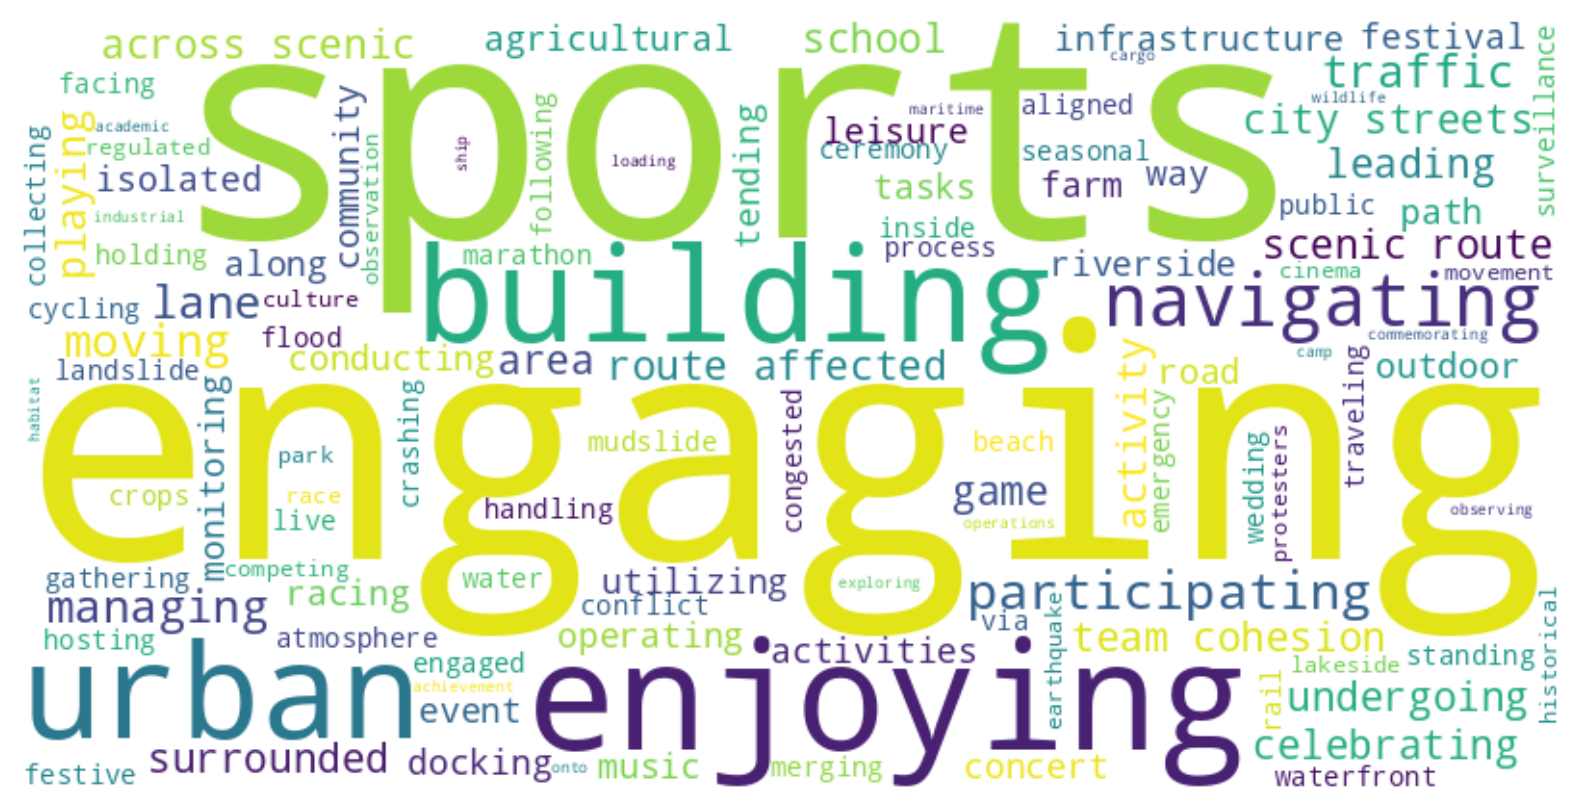 across scenic
agricultural
school
infrastructure
festival
cargo
facing
traffic
surveillance
sports
playing
academic
regulated
community
observation
ship
loading
following
tending
maritime
leisure
ceremony
aligned
wildlife
city streets
collecting
isolated
seasonal
way
leading
tasks
farm
industrial
holding
along
marathon
inside
process
public
path
scenic route
riverside
cinema
movement
cycling
lane
culture
building
navigating
flood
moving
landslide
conducting
area
route affected
commemorating
camp
outdoor
habitat
monitoring
engaging
crashing
mudslide
congested
beach
activity
road
emergency
traveling
park
crops
race
live
handling
game
operations
wedding
protesters
observing
gathering
competing
racing
water
utilizing
conflict
exploring
participating
managing
hosting
atmosphere
operating
via
earthquake
team cohesion
historical
urban
engaged
achievement
event
enjoying
activities
lakeside
standing
rail
undergoing
celebrating
festive
surrounded
docking
onto
music
merging
concert
waterfront